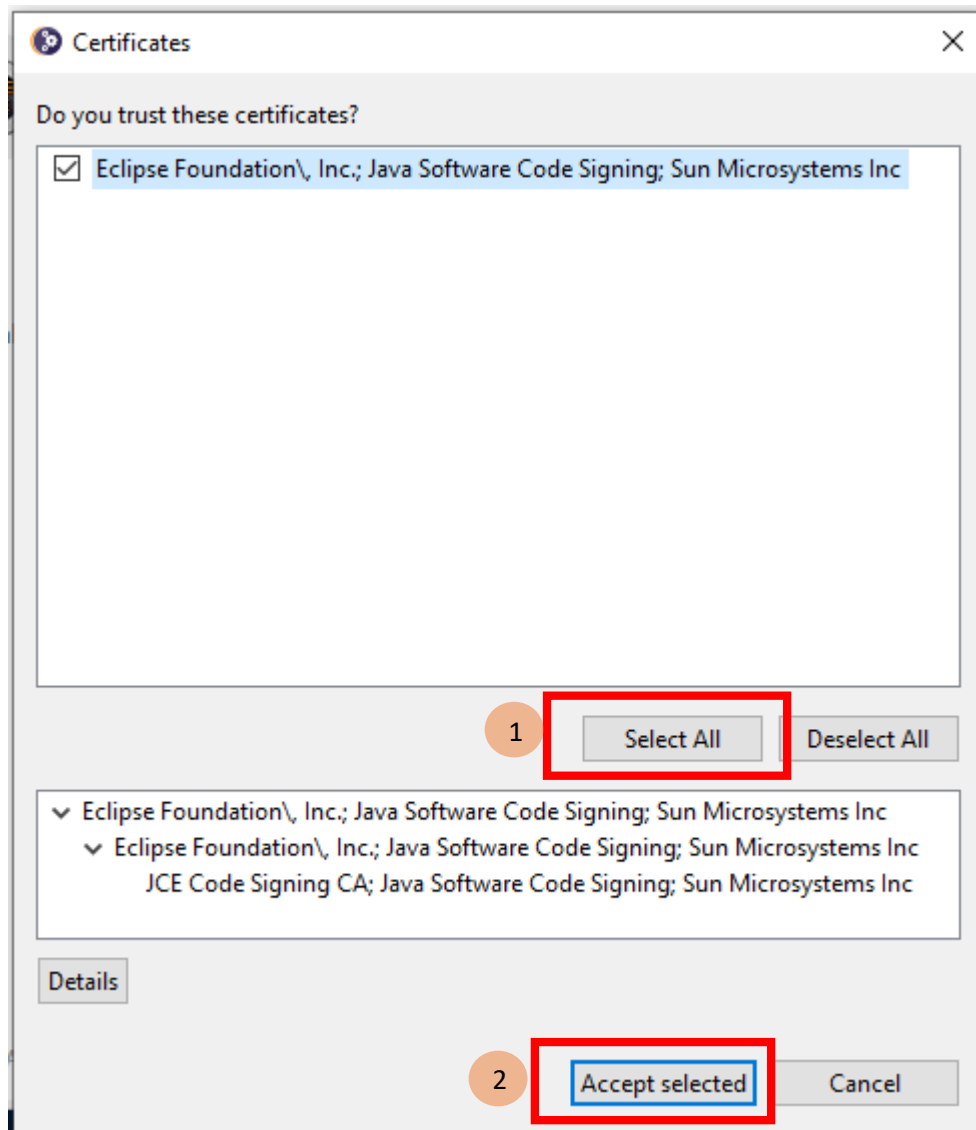 Certificates
Do you trust these certificates?
Eclipse Foundation\, Inc.; Java Software Code Signing; Sun Microsystems Inc
1
Select All
Deselect All
Eclipse Foundation\, Inc.; Java Software Code Signing; Sun Microsystems Inc
Eclipse Foundation\, Inc.; Java Software Code Signing; Sun Microsystems Inc
JCE Code Signing CA; Java Software Code Signing; Sun Microsystems Inc
Details
2
Accept selected
Cancel